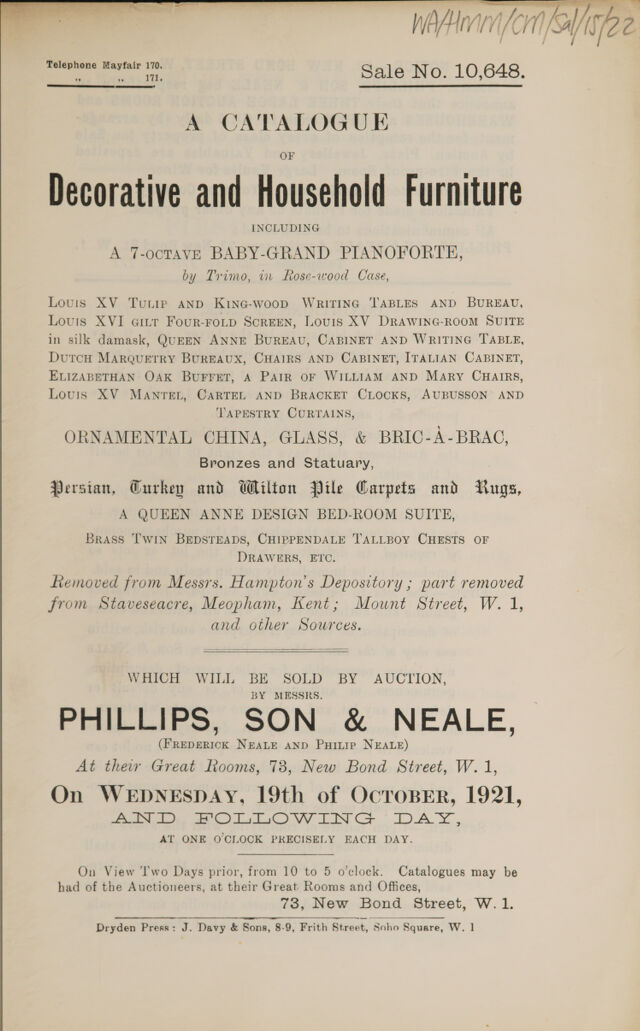 WA/HMM/CM/Sal/15/22
Telephone Mayfair 170.
„ „ 171.
Sale No. 10,648.
A CATALOGUE
OF
Decorative and Household Furniture
INCLUDING
A 7-OCTAVE BABY-GRAND PIANOFORTE,
by Trimo, in Rose-wood Case,
LOUIS XV TULIP AND KING-WOOD WRITING TABLES AND BUREAU,
LOUIS XVI GILT FOUR-FOLD SCREEN, LOUIS XV DRAWING-ROOM SUITE
in silk damask, QUEEN ANNE BUREAU, CABINET AND WRITING TABLE,
DUTCH MARQUETRY BUREAUX, CHAIRS AND CABINET, ITALIAN CABINET,
ELIZABETHAN OAK BUFFET, A PAIR OF WILLIAM AND MARY CHAIRS,
LOUIS XV MANTEL, CARTEL AND BRACKET CLOCKS, AUBUSSON AND
TAPESTRY CURTAINS,
ORNAMENTAL CHINA, GLASS, & BRIC-À-BRAC,
Bronzes and Statuary,
Persian, Turkey and Wilton Pile Carpets and Rugs,
A QUEEN ANNE DESIGN BED-ROOM SUITE,
BRASS TWIN BEDSTEADS, CHIPPENDALE TALLBOY CHESTS OF
DRAWERS, ETC.
Removed from Messrs. Hampton's Depository; part removed
from Staveseacre, Meopham, Kent; Mount Street, W. 1,
and other Sources.
WHICH WILL BE SOLD BY AUCTION,
BY MESSRS.
PHILLIPS, SON & NEALE,
(FREDERICK NEALE AND PHILIP NEALE)
At their Great Rooms, 73, New Bond Street, W. 1,
On WEDNESDAY, 19th of OCTOBER, 1921,
AND FOLLOWING DAY,
AT ONE O'CLOCK PRECISELY EACH DAY.
On View Two Days prior, from 10 to 5 o'clock. Catalogues may be
had of the Auctioneers, at their Great Rooms and Offices,
73, New Bond Street, W. 1.
Dryden Press: J. Davy & Sons, 8-9, Frith Street, Soho Square, W. 1